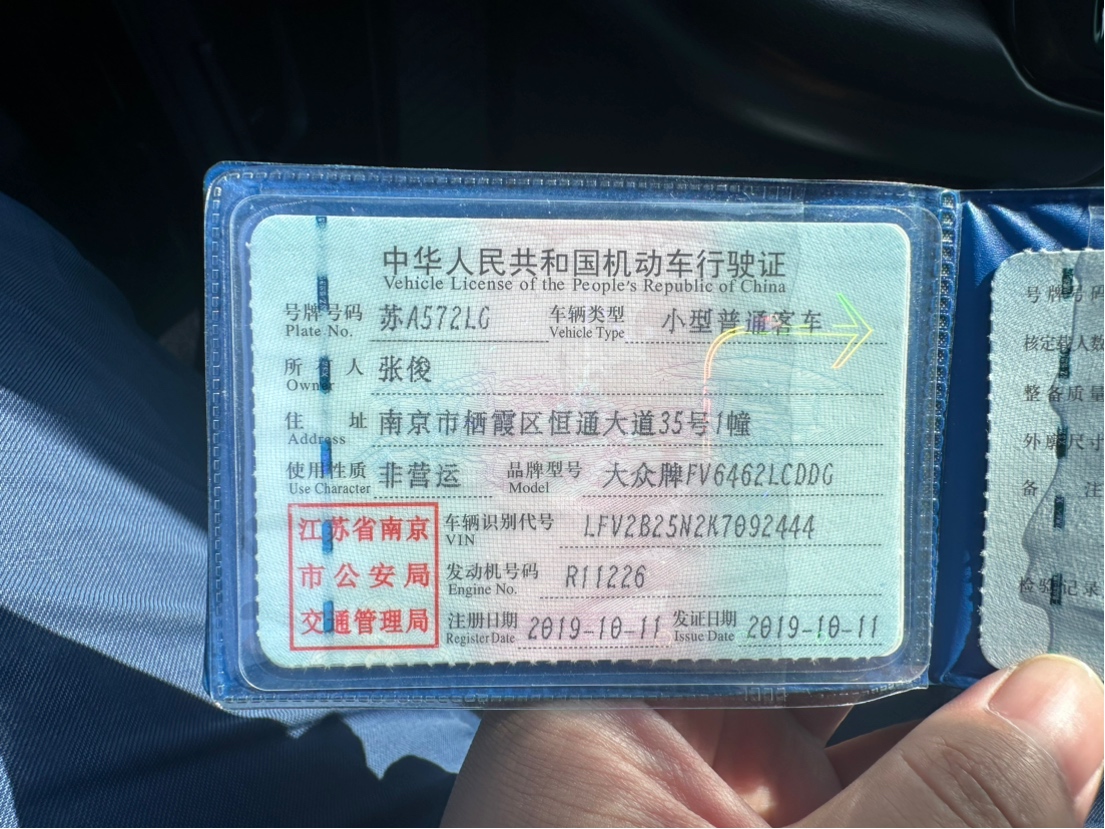 中华人民共和国机动车行驶证
Vehicle License of the People's Republic of China
号牌号码 苏A572LG 车辆类型 小型普通客车
Plate No. Vehicle Type
所有人 张俊
Owner
住址 南京市栖霞区恒通大道35号1幢
Address
使用性质 非营运 品牌型号 大众牌FV6462LCDDG
Use Character Model
江苏省南京
市公安局
交通管理局
车辆识别代号 LFV2B25N2K7092444
VIN
发动机号码 R11226
Engine No.
注册日期 2019-10-11 发证日期 2019-10-11
Register Date Issue Date
号牌号码
核定载人数
整备质量
外廓尺寸
备注
检验记录